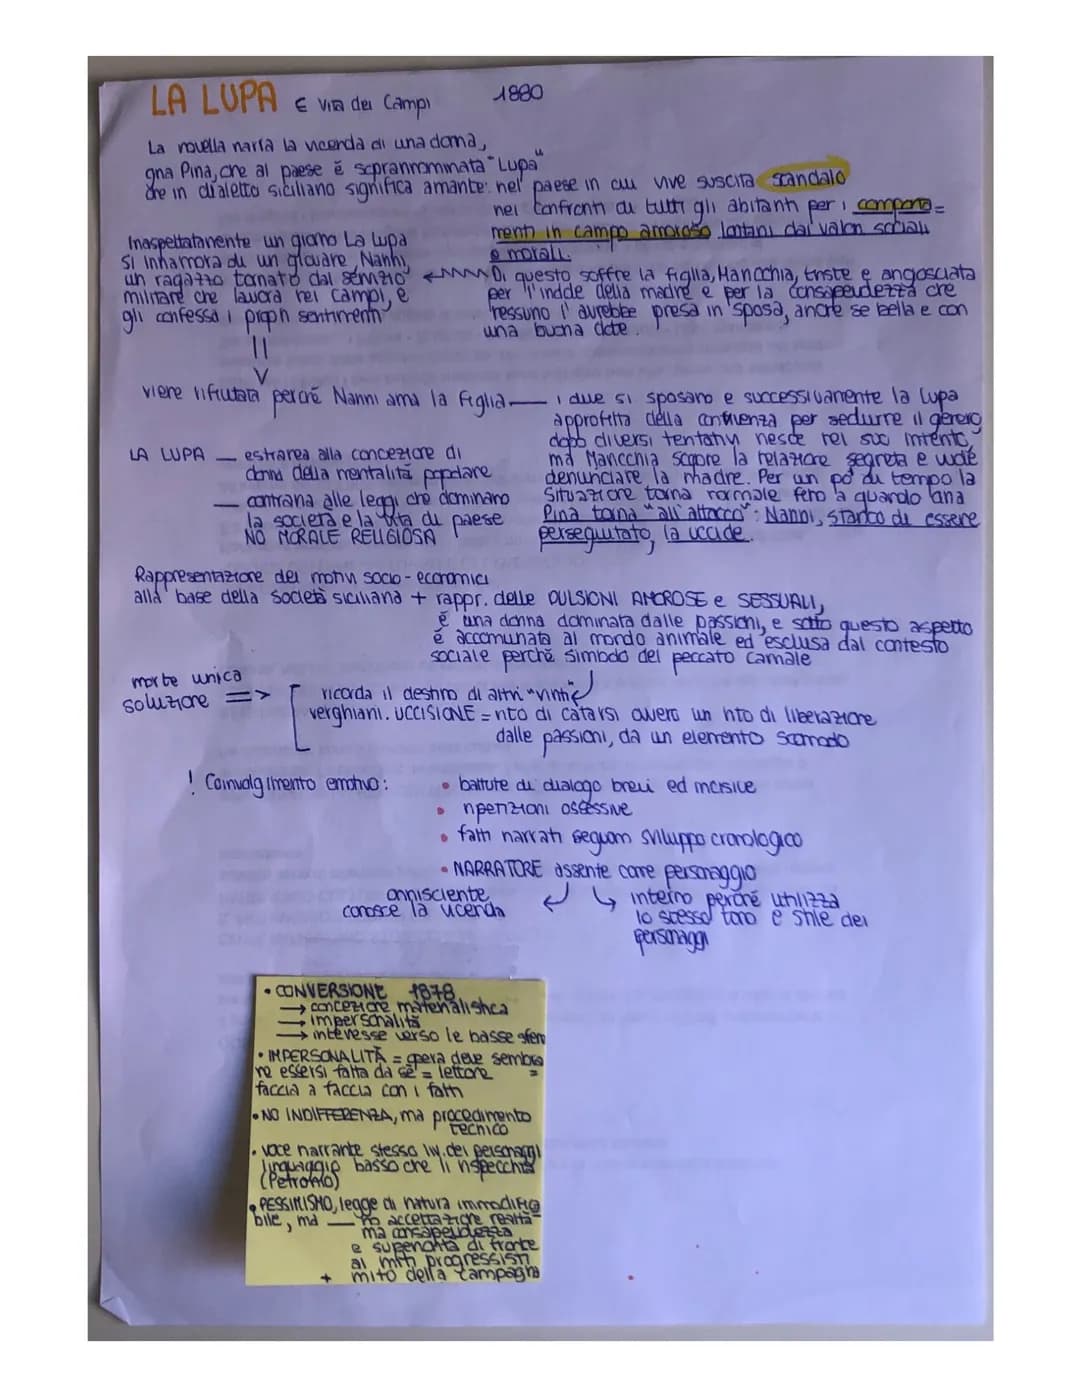 LA LUPA ∈ Vita dei Campi 1880
La novella narra la vicenda di una donna,
gna Pina, che al paese è soprannominata "Lupa"
che in dialetto siciliano significa amante: nel paese in cui vive suscita scandalo
nei confronti di tutti gli abitanti per i comporta=
menti in campo amoroso lontani dai valori sociali
e morali.
Di questo soffre la figlia, Maricchia, triste e angosciata
per l'indole della madre e per la consapevolezza che
nessuno l'avrebbe presa in sposa, anche se bella e con
una buona dote.
Inaspettatamente un giorno La Lupa
si innamora di un giovane, Nanni,
un ragazzo tornato dal servizio
militare che lavora nei campi, e
gli confessa i propri sentimenti
viene rifiutata perché Nanni ama la figlia — i due si sposano e successivamente la Lupa
approfitta della convivenza per sedurre il genero
dopo diversi tentativi riesce nel suo intento,
ma Maricchia scopre la relazione segreta e vuole
denunciare la madre. Per un po' di tempo la
situazione torna normale fino a quando Gna
Pina torna "all'attacco": Nanni, stanco di essere
perseguitato, la uccide.
LA LUPA — estranea alla concezione di
donna della mentalità popolare
— contraria alle leggi che dominano
la società e la vita di paese
NO MORALE RELIGIOSA
Rappresentazione dei motivi socio-economici
alla base della società siciliana + rappr. delle PULSIONI AMOROSE e SESSUALI,
è una donna dominata dalle passioni, e sotto questo aspetto
è accomunata al mondo animale ed esclusa dal contesto
sociale perché simbolo del peccato carnale
morte unica
soluzione =>
ricorda il destino di altri "vinti"
verghiani. UCCISIONE = rito di catarsi ovvero un rito di liberazione
dalle passioni, da un elemento scomodo
! Coinvolgimento emotivo:
• battute di dialogo brevi ed incisive
• ripetizioni ossessive
• fatti narrati seguono sviluppo cronologico
• NARRATORE assente come personaggio
onnisciente
conosce la vicenda
interno perché utilizza
lo stesso tono e stile dei
personaggi
• CONVERSIONE 1878
→ concezione materialistica
→ impersonalità
→ interesse verso le basse sfere
• IMPERSONALITÀ = opera deve sembra
re essersi fatta da sé = lettore =
faccia a faccia con i fatti
• NO INDIFFERENZA, ma procedimento
tecnico
• voce narrante stesso liv. dei personaggi
linguaggio basso che li rispecchia
(Petronio)
• PESSIMISMO, legge di natura immodifica
bile, ma — no accettazione realtà
ma consapevolezza
e superiorità di fronte
ai miti progressisti
+ mito della campagna